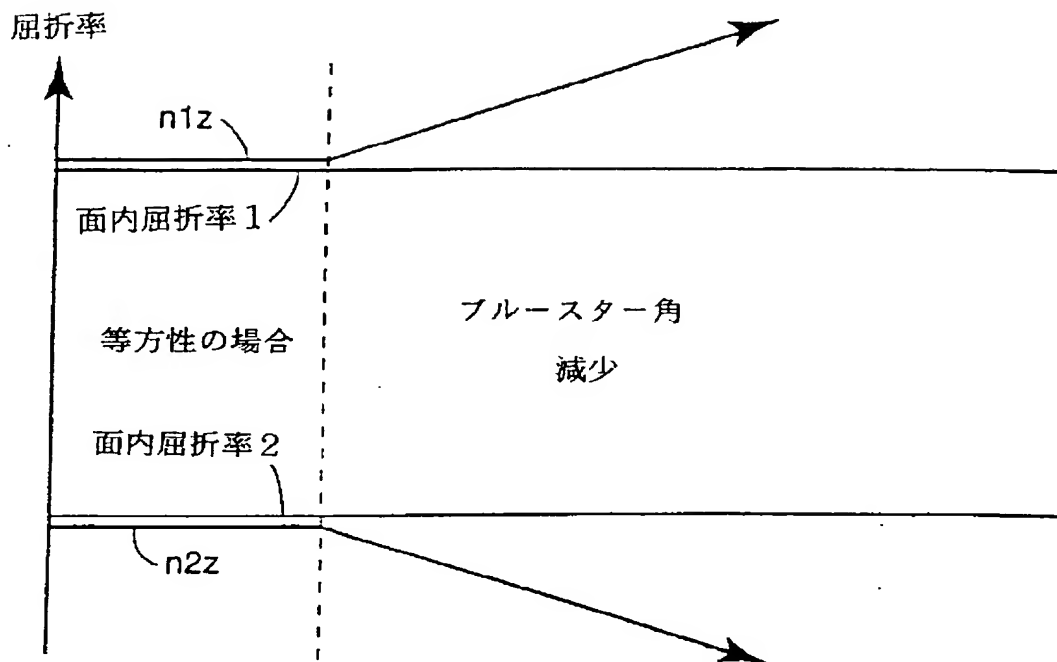 屈折率
n1z
面内屈折率1
等方性の場合
ブルースター角
減少
面内屈折率2
n2z